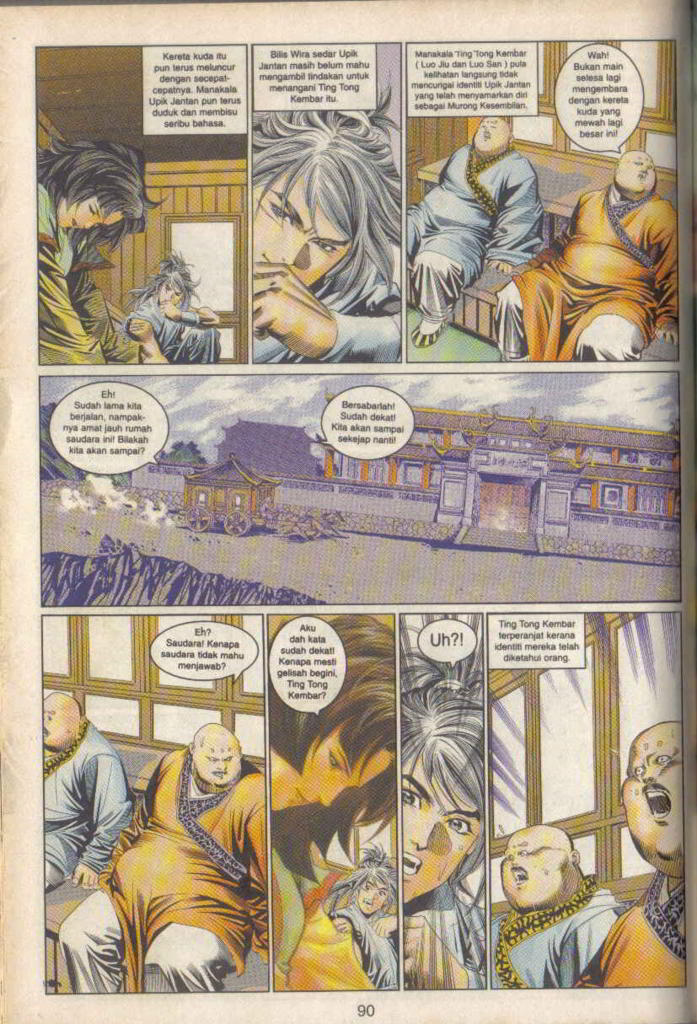 Kereta kuda itu
pun terus meluncur
dengan secepat-
cepatnya. Manakala
Upik Jantan pun terus
duduk dan membisu
seribu bahasa.
Bilis Wira sedar Upik
Jantan masih belum mahu
mengambil tindakan untuk
menangani Ting Tong
Kembar itu.
Manakala Ting Tong Kembar
( Luo Jiu dan Luo San ) pula
kelihatan langsung tidak
mencurigai identiti Upik Jantan
yang telah menyamarkan diri
sebagai Murong Kesembilan.
Wah!
Bukan main
selesa lagi
mengembara
dengan kereta
kuda yang
mewah lagi
besar ini!
Eh!
Sudah lama kita
berjalan, nampak-
nya amat jauh rumah
saudara ini! Bilakah
kita akan sampai?
Bersabarlah!
Sudah dekat!
Kita akan sampai
sekejap nanti!
Eh?
Saudara! Kenapa
saudara tidak mahu
menjawab?
Aku
dah kata
sudah dekat!
Kenapa mesti
gelisah begini,
Ting Tong
Kembar?
Uh?!
Ting Tong Kembar
terperanjat kerana
identiti mereka telah
diketahui orang.
90